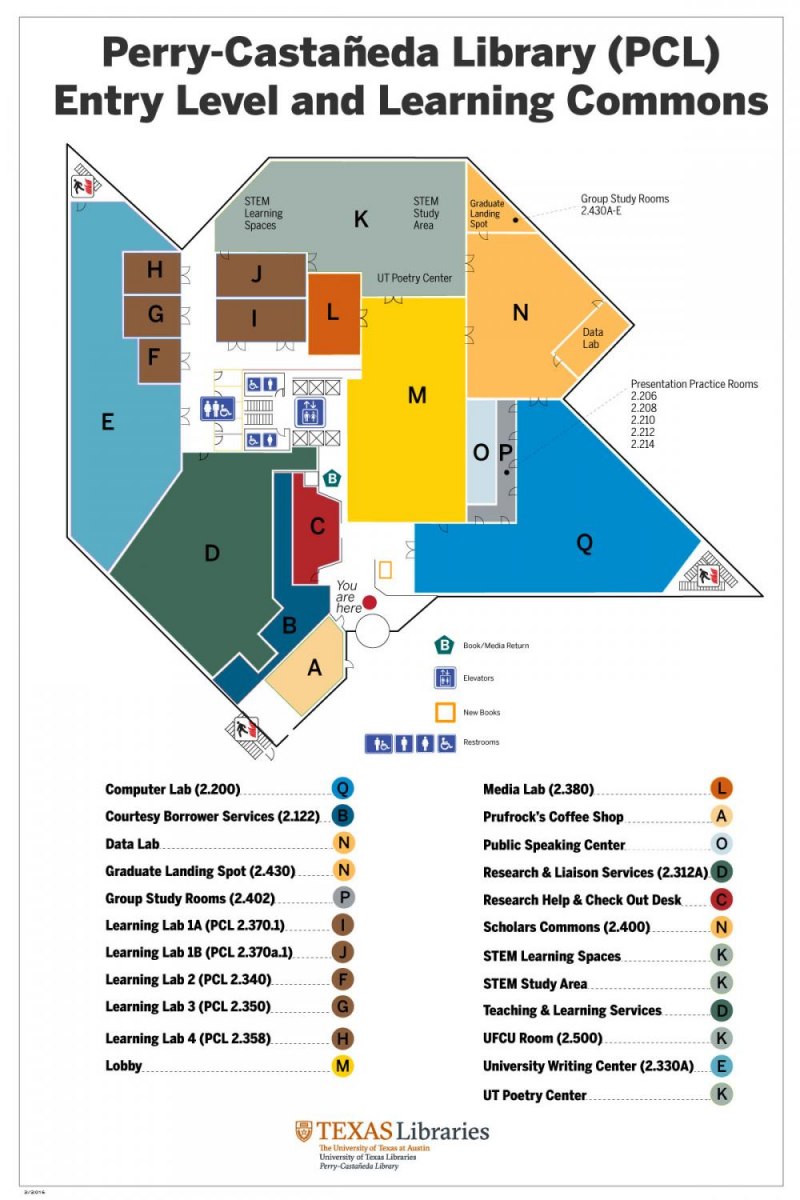 Perry-Castañeda Library (PCL)
Entry Level and Learning Commons
STEM
Learning
Spaces
K
STEM
Study
Area
UT Poetry Center
Graduate
Landing
Spot
Group Study Rooms
2.430A-E
H
J
G
I
L
N
F
Data
Lab
E
M
Presentation Practice Rooms
2.206
2.208
2.210
2.212
2.214
O
P
B
C
D
Q
You
are
here
B
A
B
Book/Media Return
Elevators
New Books
Restrooms
Computer Lab (2.200) Q
Courtesy Borrower Services (2.122) B
Data Lab N
Graduate Landing Spot (2.430) N
Group Study Rooms (2.402) P
Learning Lab 1A (PCL 2.370.1) I
Learning Lab 1B (PCL 2.370a.1) J
Learning Lab 2 (PCL 2.340) F
Learning Lab 3 (PCL 2.350) G
Learning Lab 4 (PCL 2.358) H
Lobby M
Media Lab (2.380) L
Prufrock's Coffee Shop A
Public Speaking Center O
Research & Liaison Services (2.312A) D
Research Help & Check Out Desk C
Scholars Commons (2.400) N
STEM Learning Spaces K
STEM Study Area K
Teaching & Learning Services D
UFCU Room (2.500) K
University Writing Center (2.330A) E
UT Poetry Center K
TEXAS Libraries
The University of Texas at Austin
University of Texas Libraries
Perry-Castañeda Library
2/2016